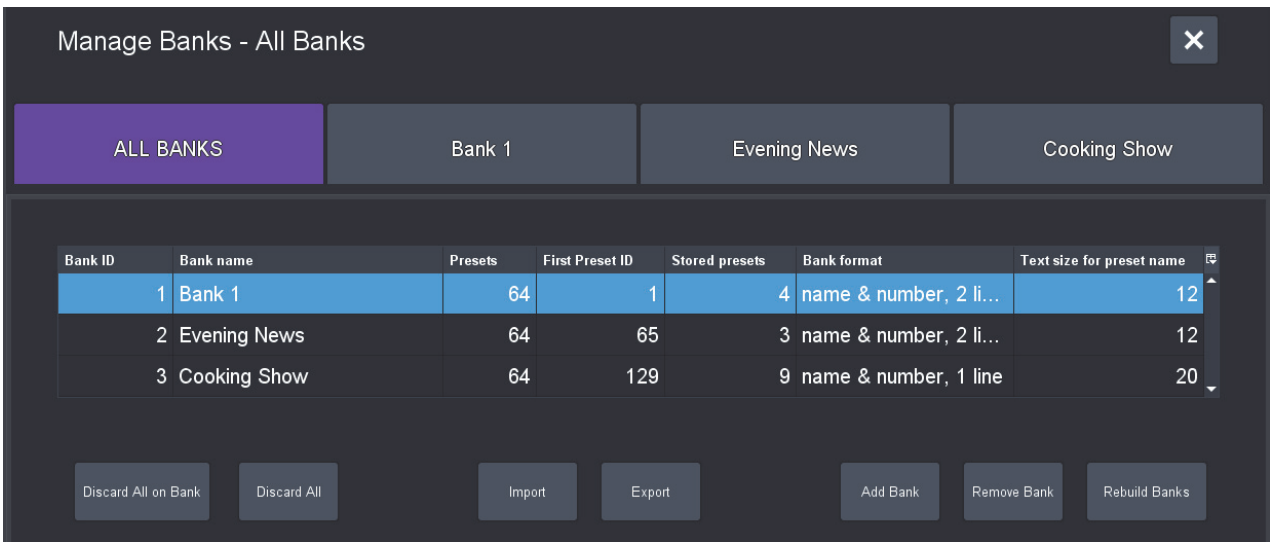 Manage Banks - All Banks
ALL BANKS Bank 1 Evening News Cooking Show
Bank ID Bank name Presets First Preset ID Stored presets Bank format Text size for preset name
1 Bank 1 64 1 4 name & number, 2 li... 12
2 Evening News 64 65 3 name & number, 2 li... 12
3 Cooking Show 64 129 9 name & number, 1 line 20
Discard All on Bank Discard All Import Export Add Bank Remove Bank Rebuild Banks